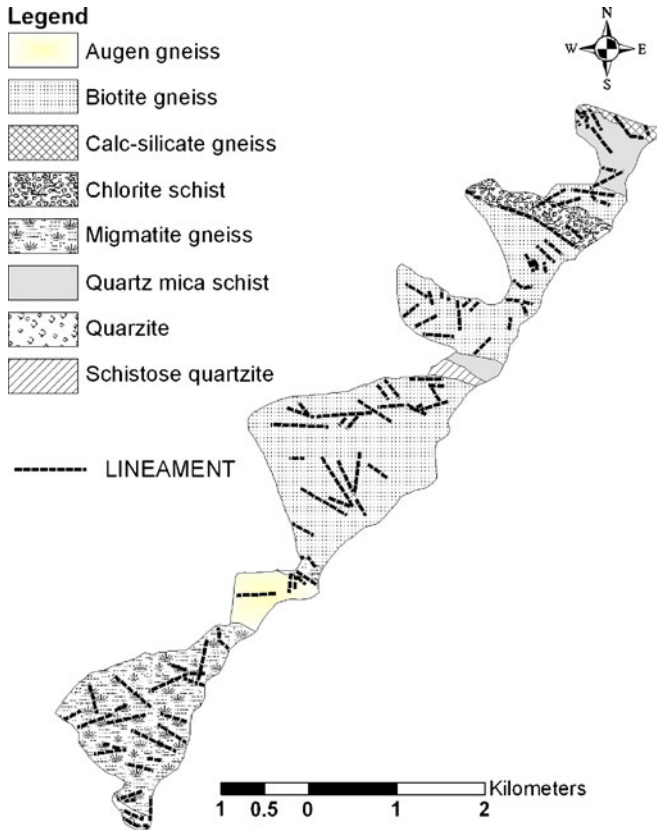 Legend
Augen gneiss
Biotite gneiss
Calc-silicate gneiss
Chlorite schist
Migmatite gneiss
Quartz mica schist
Quarzite
Schistose quartzite
LINEAMENT
N
W E
S
Kilometers
1 0.5 0 1 2